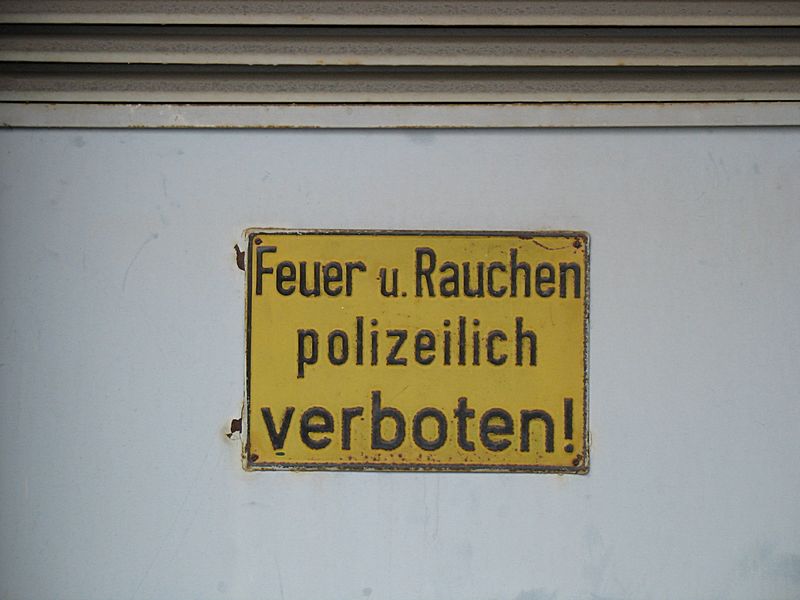 Feuer u. Rauchen
polizeilich
verboten!